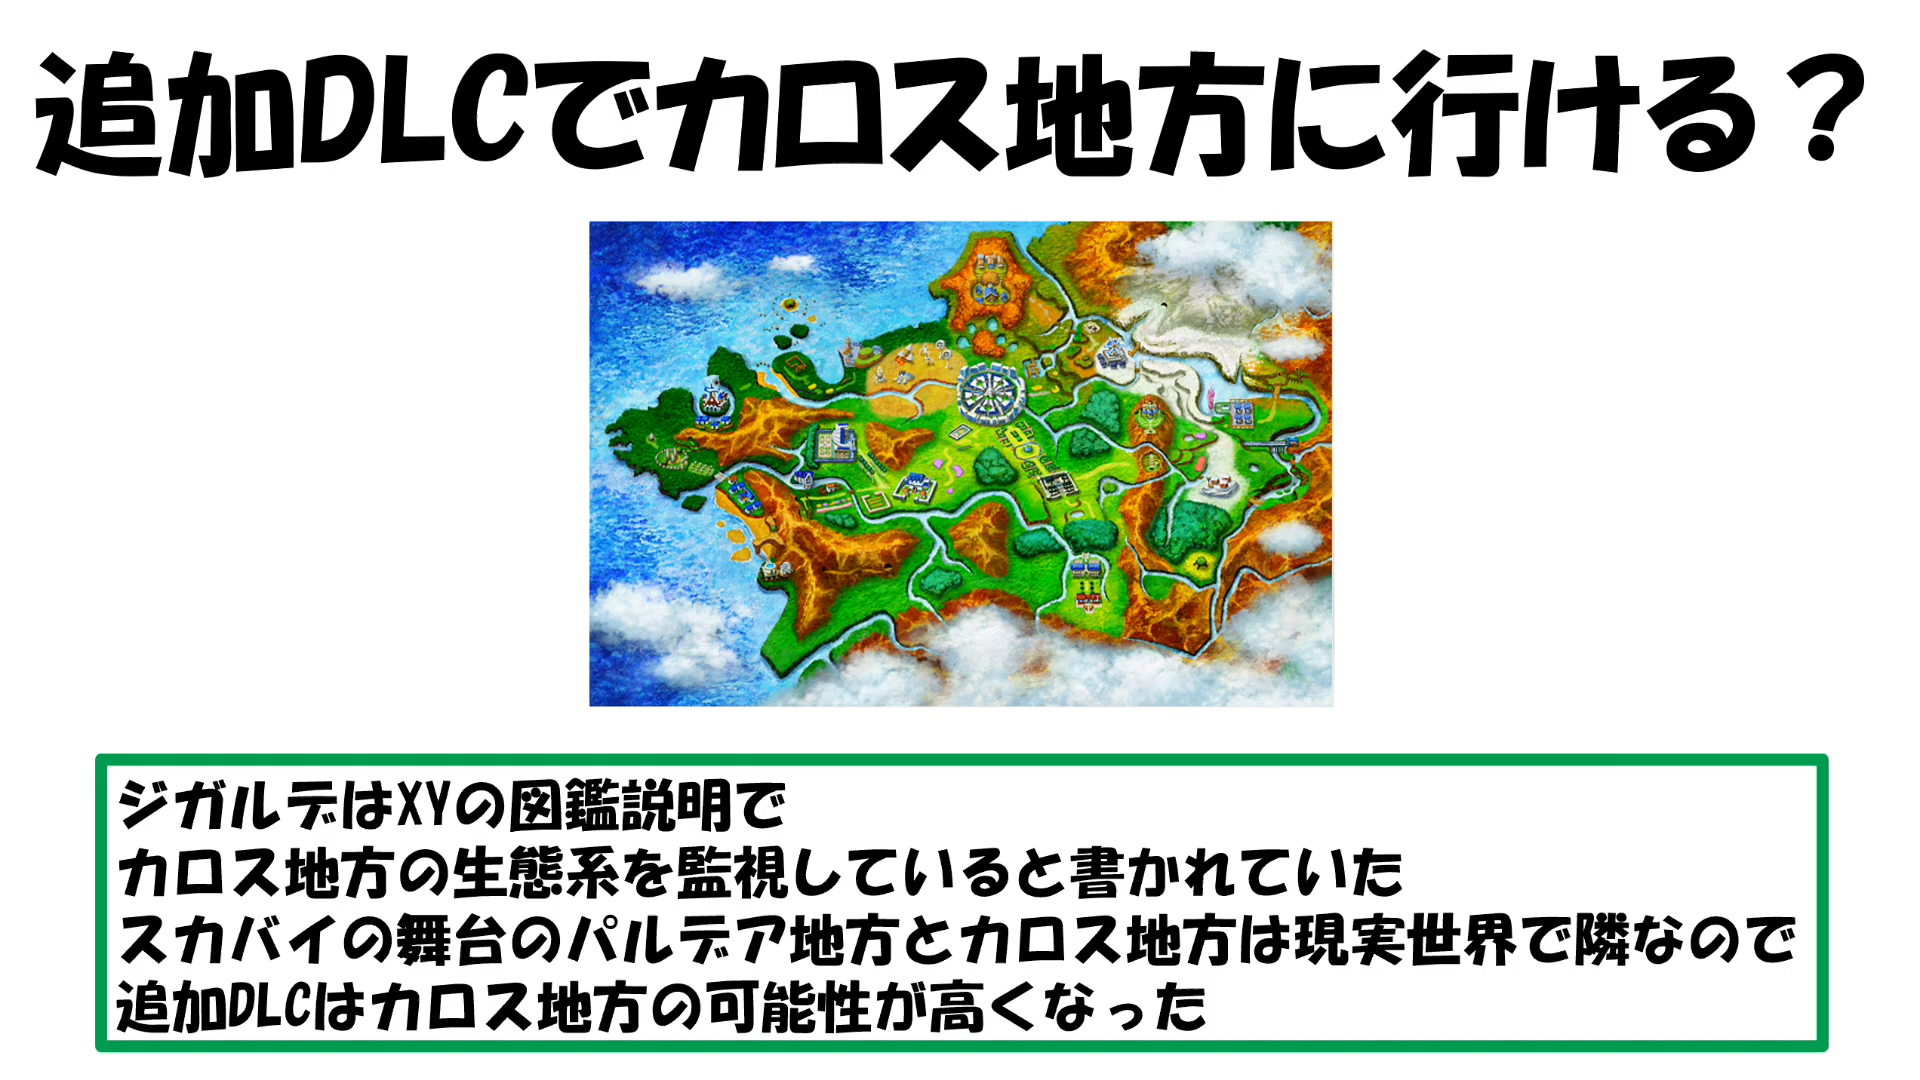 追加DLCでカロス地方に行ける？
ジガルデはXYの図鑑説明で
カロス地方の生態系を監視していると書かれていた
スカバイの舞台のパルデア地方とカロス地方は現実世界で隣なので
追加DLCはカロス地方の可能性が高くなった